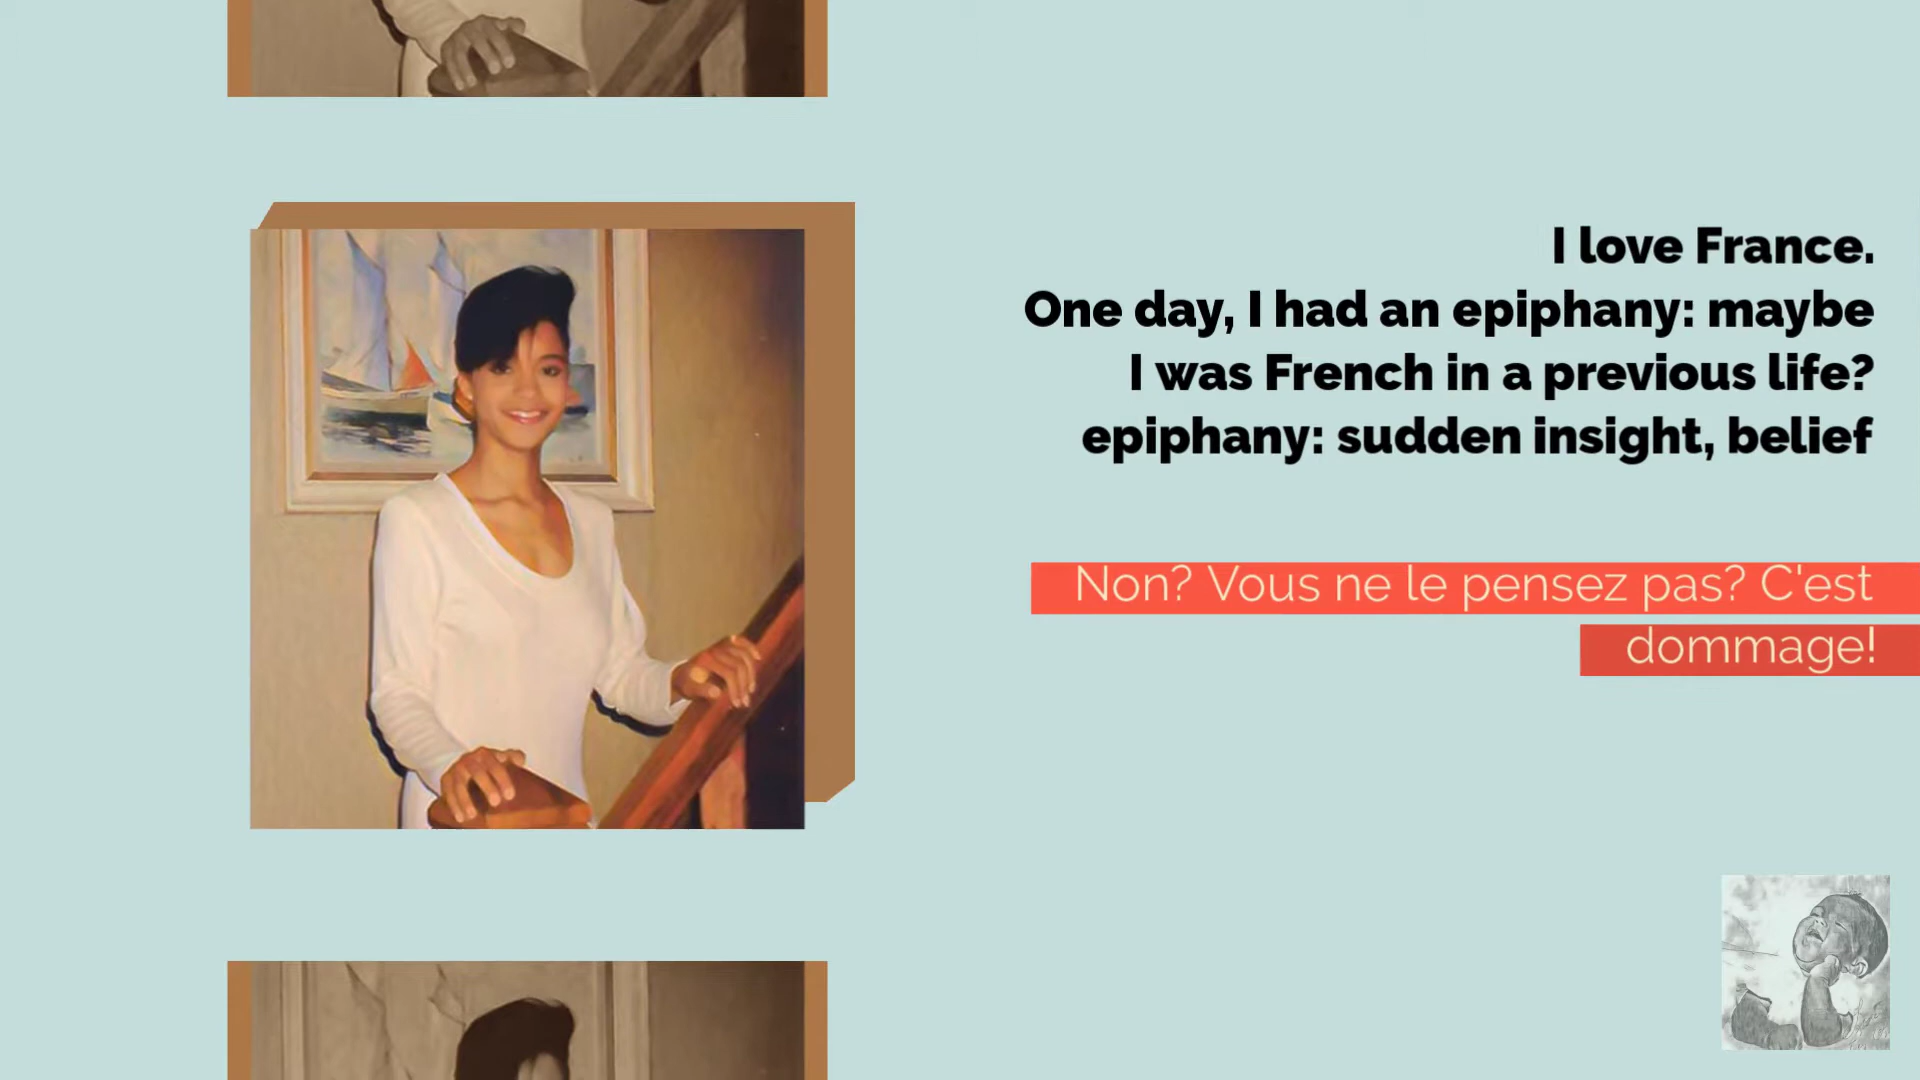 I love France.
One day, I had an epiphany: maybe
I was French in a previous life?
epiphany: sudden insight, belief
Non? Vous ne le pensez pas? C'est
dommage!